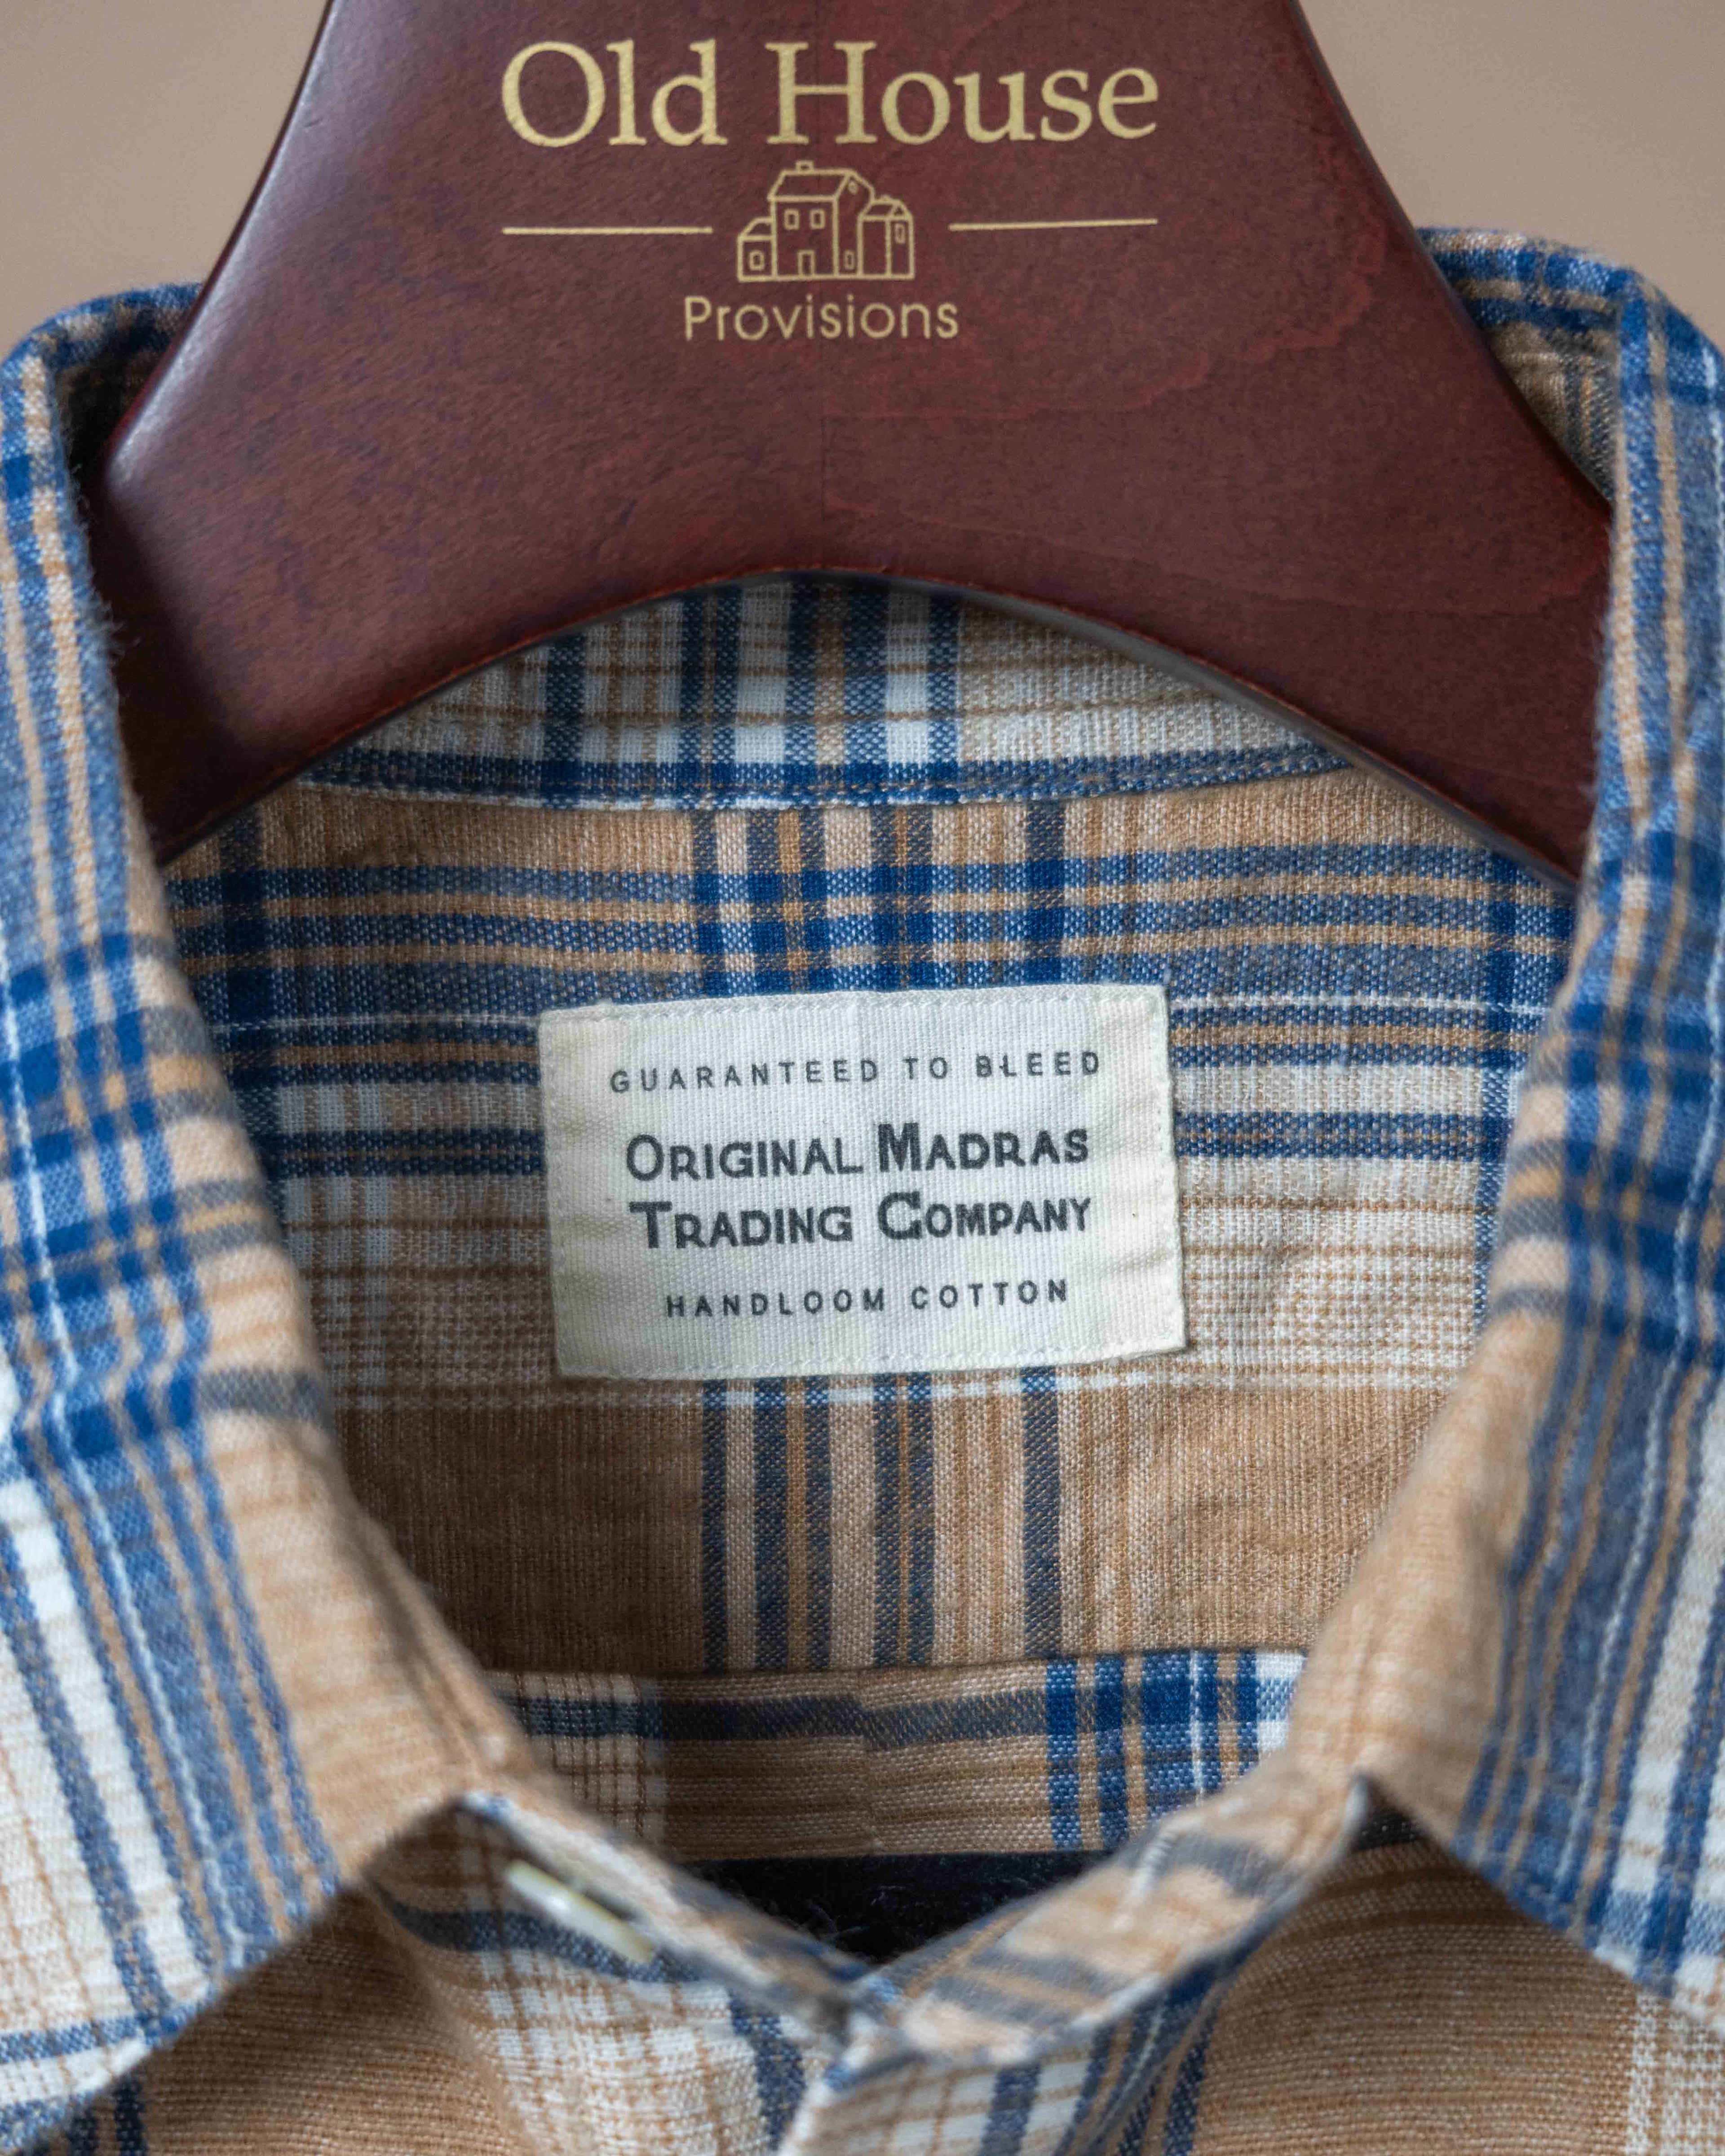 Old House
Provisions
GUARANTEED TO BLEED
ORIGINAL MADRAS
TRADING COMPANY
HANDLOOM COTTON